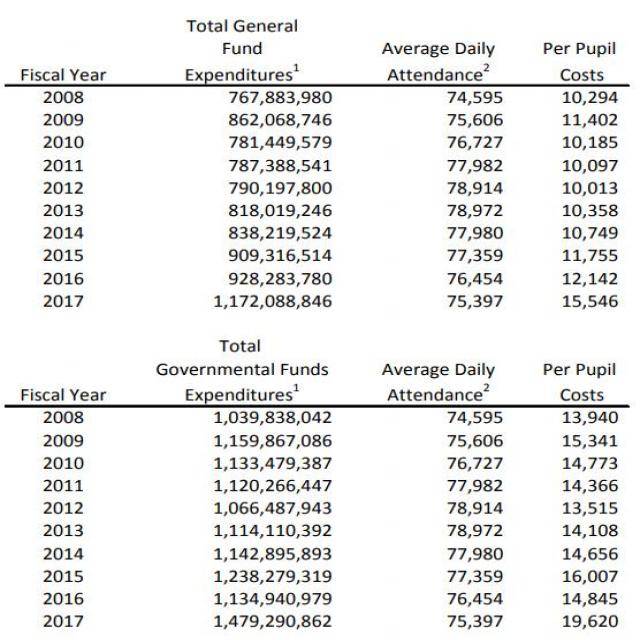 Total General
Fund Average Daily Per Pupil
Fiscal Year Expenditures¹ Attendance² Costs
2008 767,883,980 74,595 10,294
2009 862,068,746 75,606 11,402
2010 781,449,579 76,727 10,185
2011 787,388,541 77,982 10,097
2012 790,197,800 78,914 10,013
2013 818,019,246 78,972 10,358
2014 838,219,524 77,980 10,749
2015 909,316,514 77,359 11,755
2016 928,283,780 76,454 12,142
2017 1,172,088,846 75,397 15,546
Total
Governmental Funds Average Daily Per Pupil
Fiscal Year Expenditures¹ Attendance² Costs
2008 1,039,838,042 74,595 13,940
2009 1,159,867,086 75,606 15,341
2010 1,133,479,387 76,727 14,773
2011 1,120,266,447 77,982 14,366
2012 1,066,487,943 78,914 13,515
2013 1,114,110,392 78,972 14,108
2014 1,142,895,893 77,980 14,656
2015 1,238,279,319 77,359 16,007
2016 1,134,940,979 76,454 14,845
2017 1,479,290,862 75,397 19,620